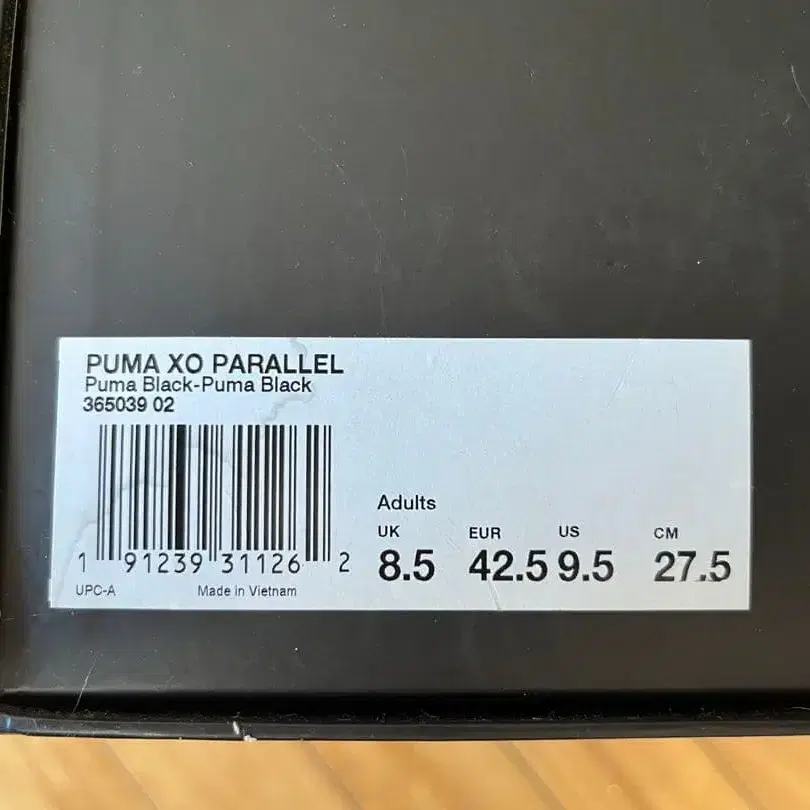 PUMA XO PARALLEL
Puma Black-Puma Black
365039 02
1 91239 31126 2
UPC-A Made in Vietnam
Adults
UK EUR US CM
8.5 42.5 9.5 27.5